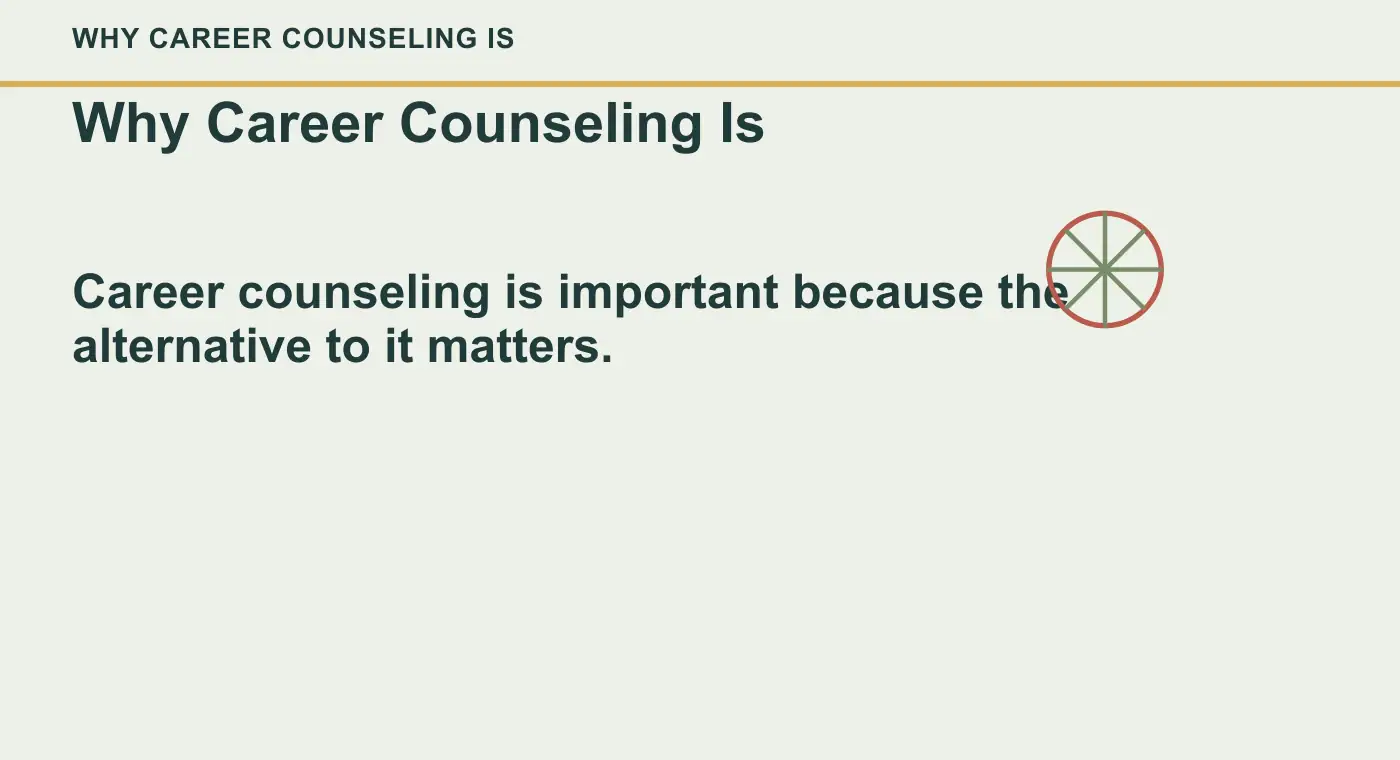 WHY CAREER COUNSELING IS
Why Career Counseling Is
Career counseling is important because the
alternative to it matters.